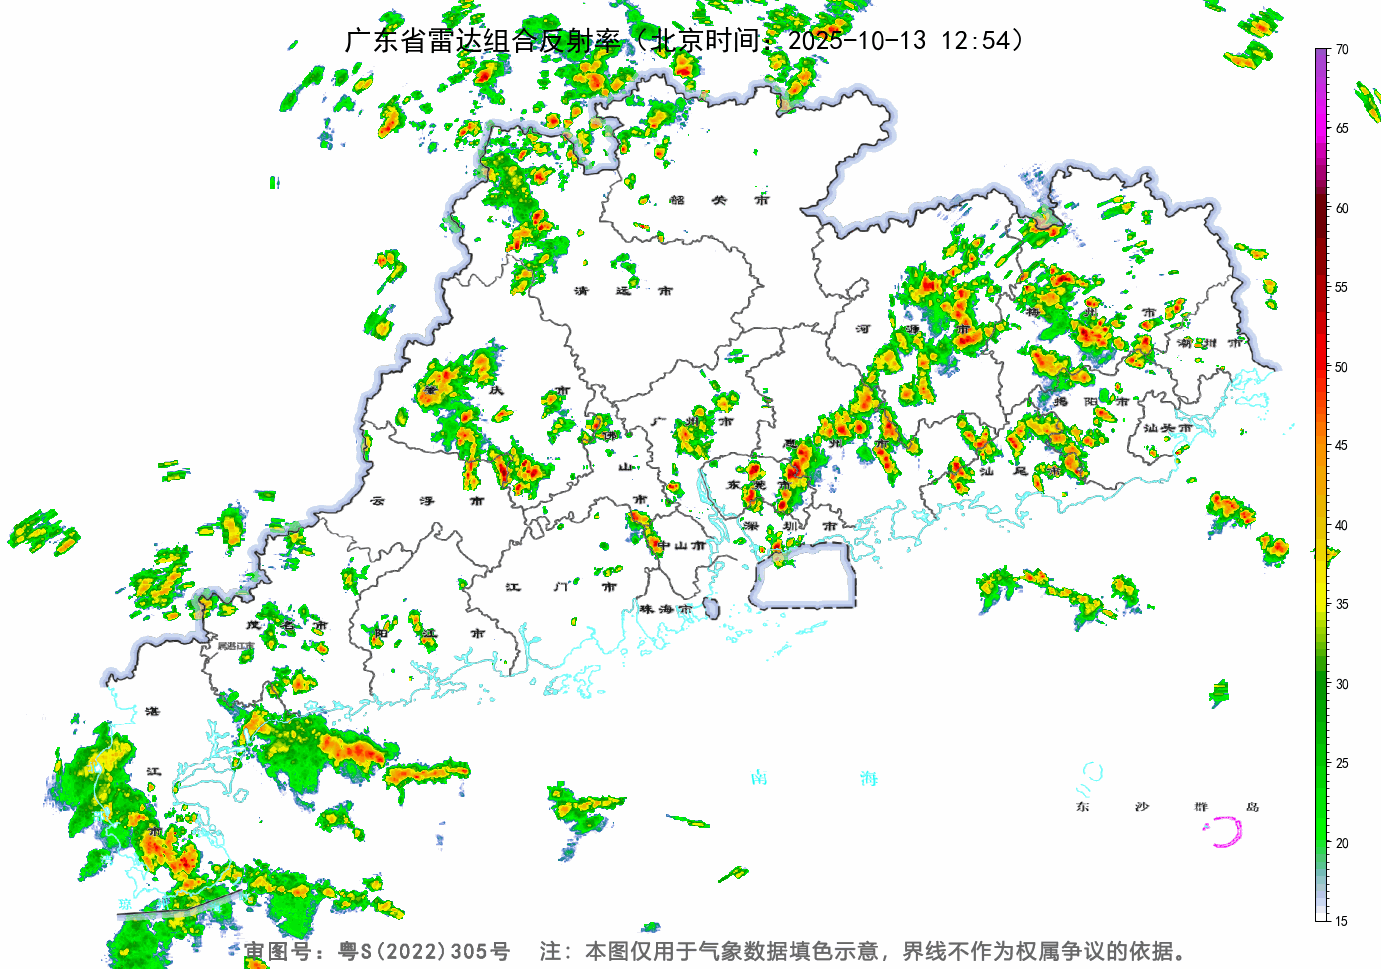 广东省雷达组合反射率（北京时间：2025-10-13 12:54）
70
65
60
55
50
45
40
35
30
25
20
15
韶关市
清远市
河源市
梅州市
潮州市
肇庆市
广州市
惠州市
揭阳市
汕头市
佛山市
东莞市
汕尾市
云浮市
深圳市
中山市
江门市
珠海市
茂名市
阳江市
属湛江市
湛江市
南海
东沙群岛
琼
审图号：粤S(2022)305号 注：本图仅用于气象数据填色示意，界线不作为权属争议的依据。